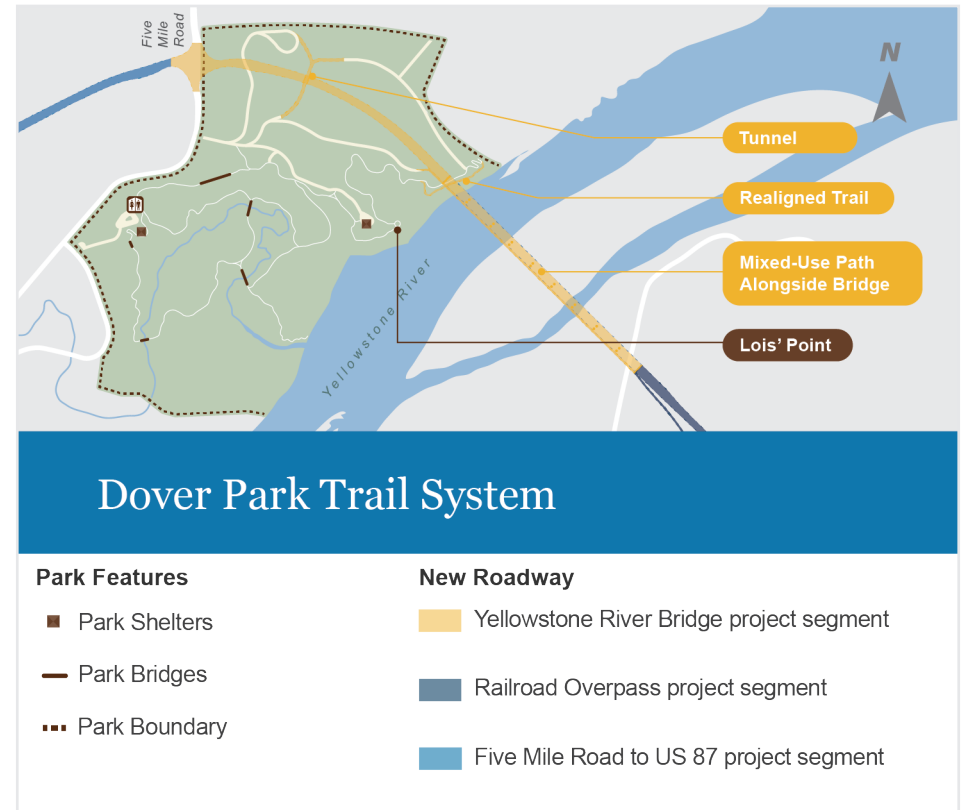 Five
Mile
Road
N
Tunnel
Realigned Trail
Mixed-Use Path
Alongside Bridge
Lois' Point
Yellowstone River
Dover Park Trail System
Park Features
Park Shelters
Park Bridges
Park Boundary
New Roadway
Yellowstone River Bridge project segment
Railroad Overpass project segment
Five Mile Road to US 87 project segment